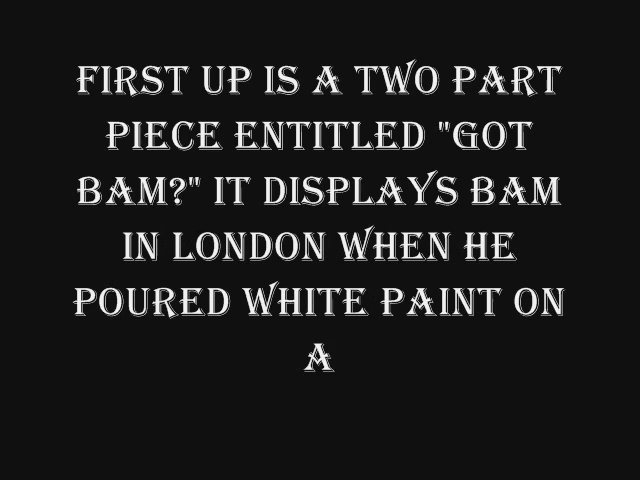 FIRST UP IS A TWO PART
PIECE ENTITLED "GOT
BAM?" IT DISPLAYS BAM
IN LONDON WHEN HE
POURED WHITE PAINT ON
A